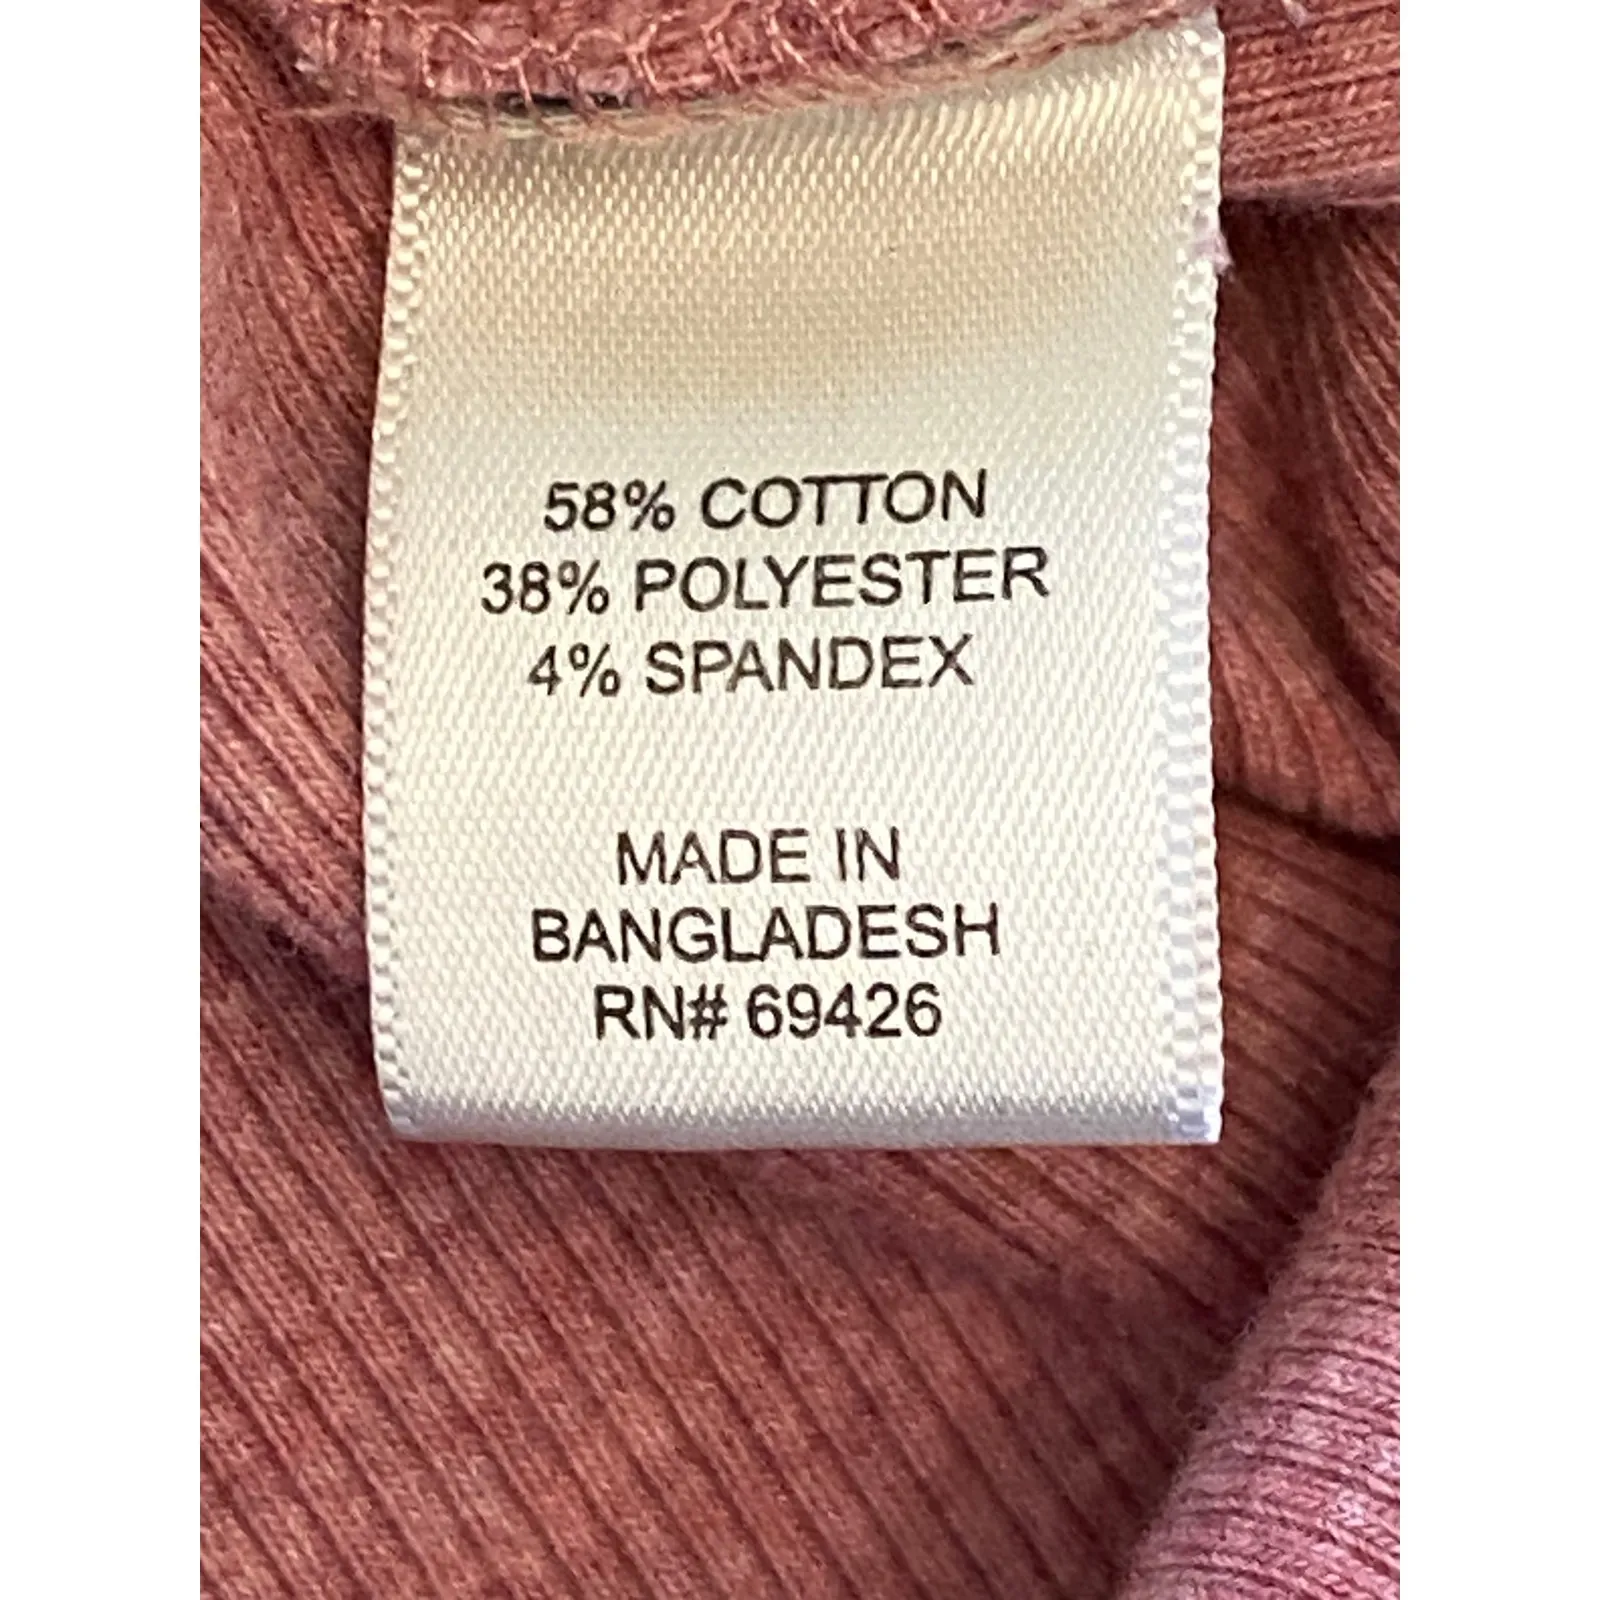 58% COTTON
38% POLYESTER
4% SPANDEX
MADE IN
BANGLADESH
RN# 69426